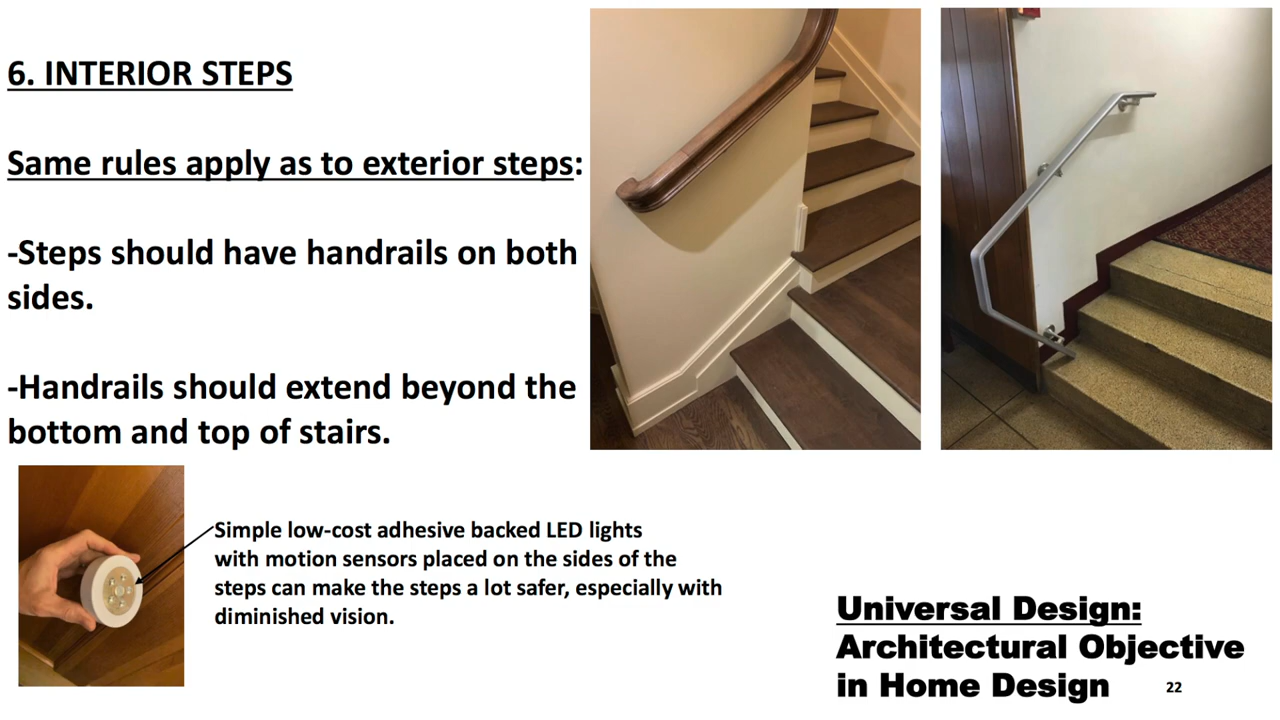 6. INTERIOR STEPS
Same rules apply as to exterior steps:
-Steps should have handrails on both
sides.
-Handrails should extend beyond the
bottom and top of stairs.
Simple low-cost adhesive backed LED lights
with motion sensors placed on the sides of the
steps can make the steps a lot safer, especially with
diminished vision.
Universal Design:
Architectural Objective
in Home Design
22